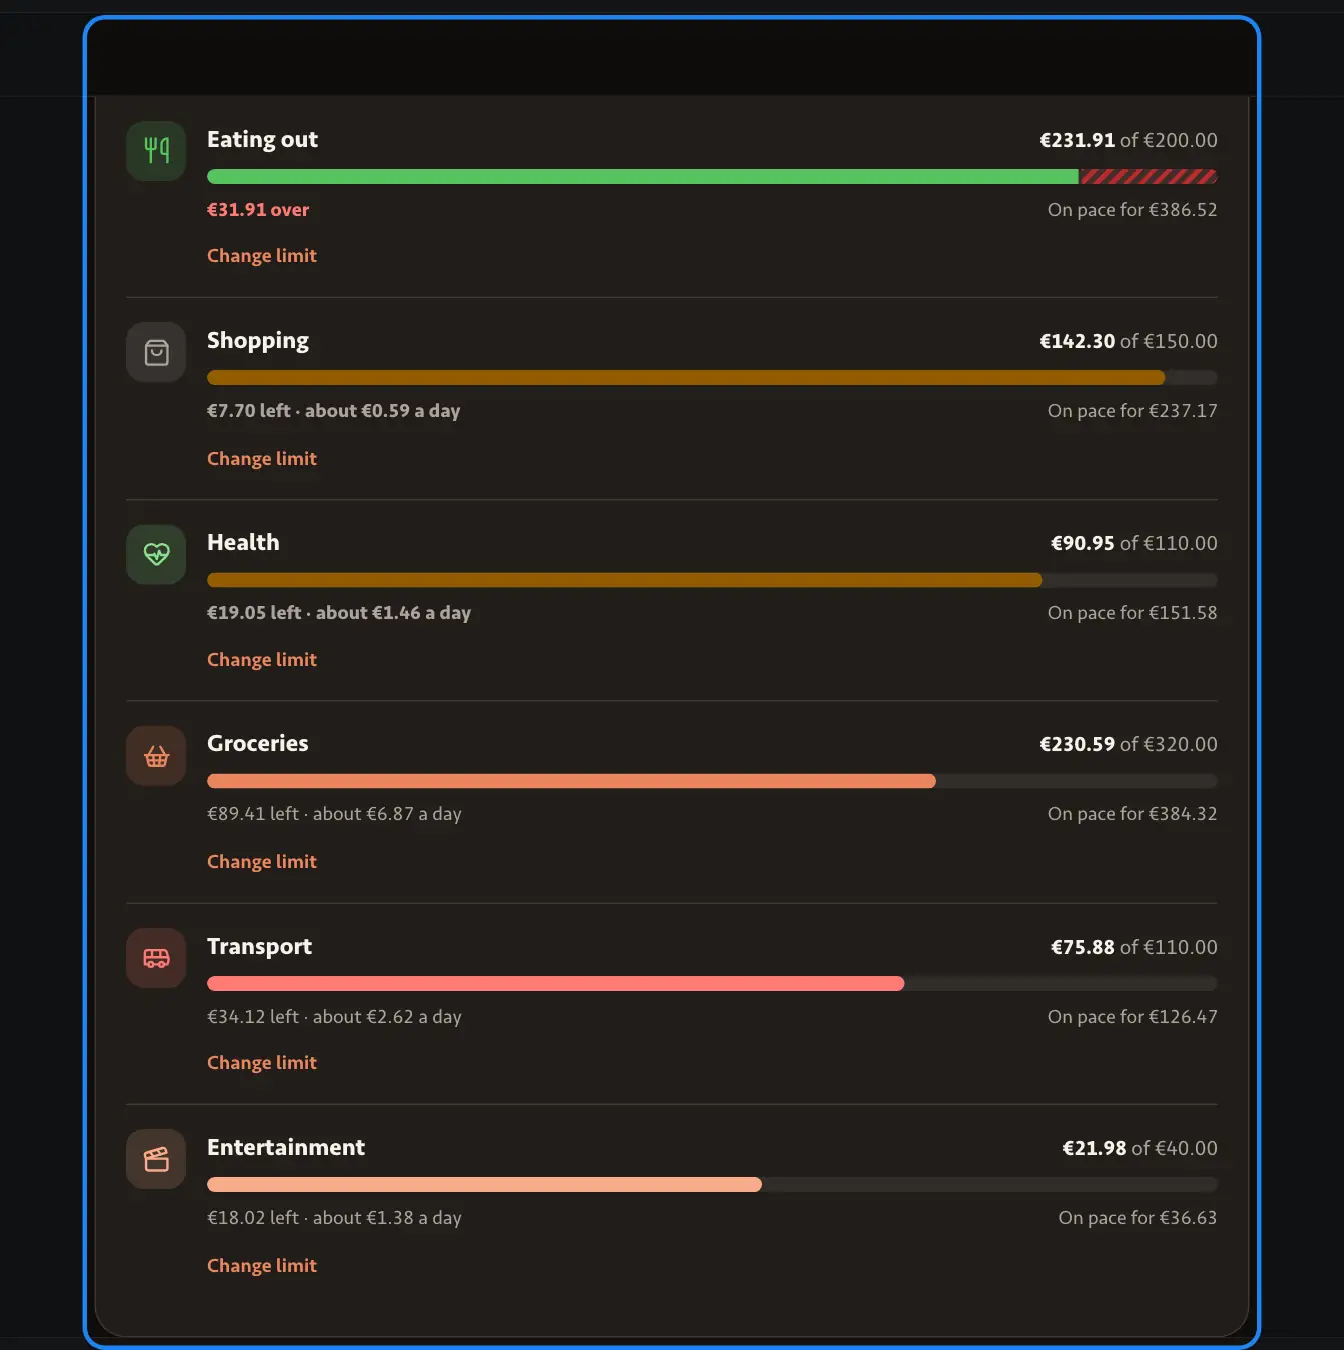 Eating out
€231.91 of €200.00
€31.91 over
On pace for €386.52
Change limit
Shopping
€142.30 of €150.00
€7.70 left · about €0.59 a day
On pace for €237.17
Change limit
Health
€90.95 of €110.00
€19.05 left · about €1.46 a day
On pace for €151.58
Change limit
Groceries
€230.59 of €320.00
€89.41 left · about €6.87 a day
On pace for €384.32
Change limit
Transport
€75.88 of €110.00
€34.12 left · about €2.62 a day
On pace for €126.47
Change limit
Entertainment
€21.98 of €40.00
€18.02 left · about €1.38 a day
On pace for €36.63
Change limit